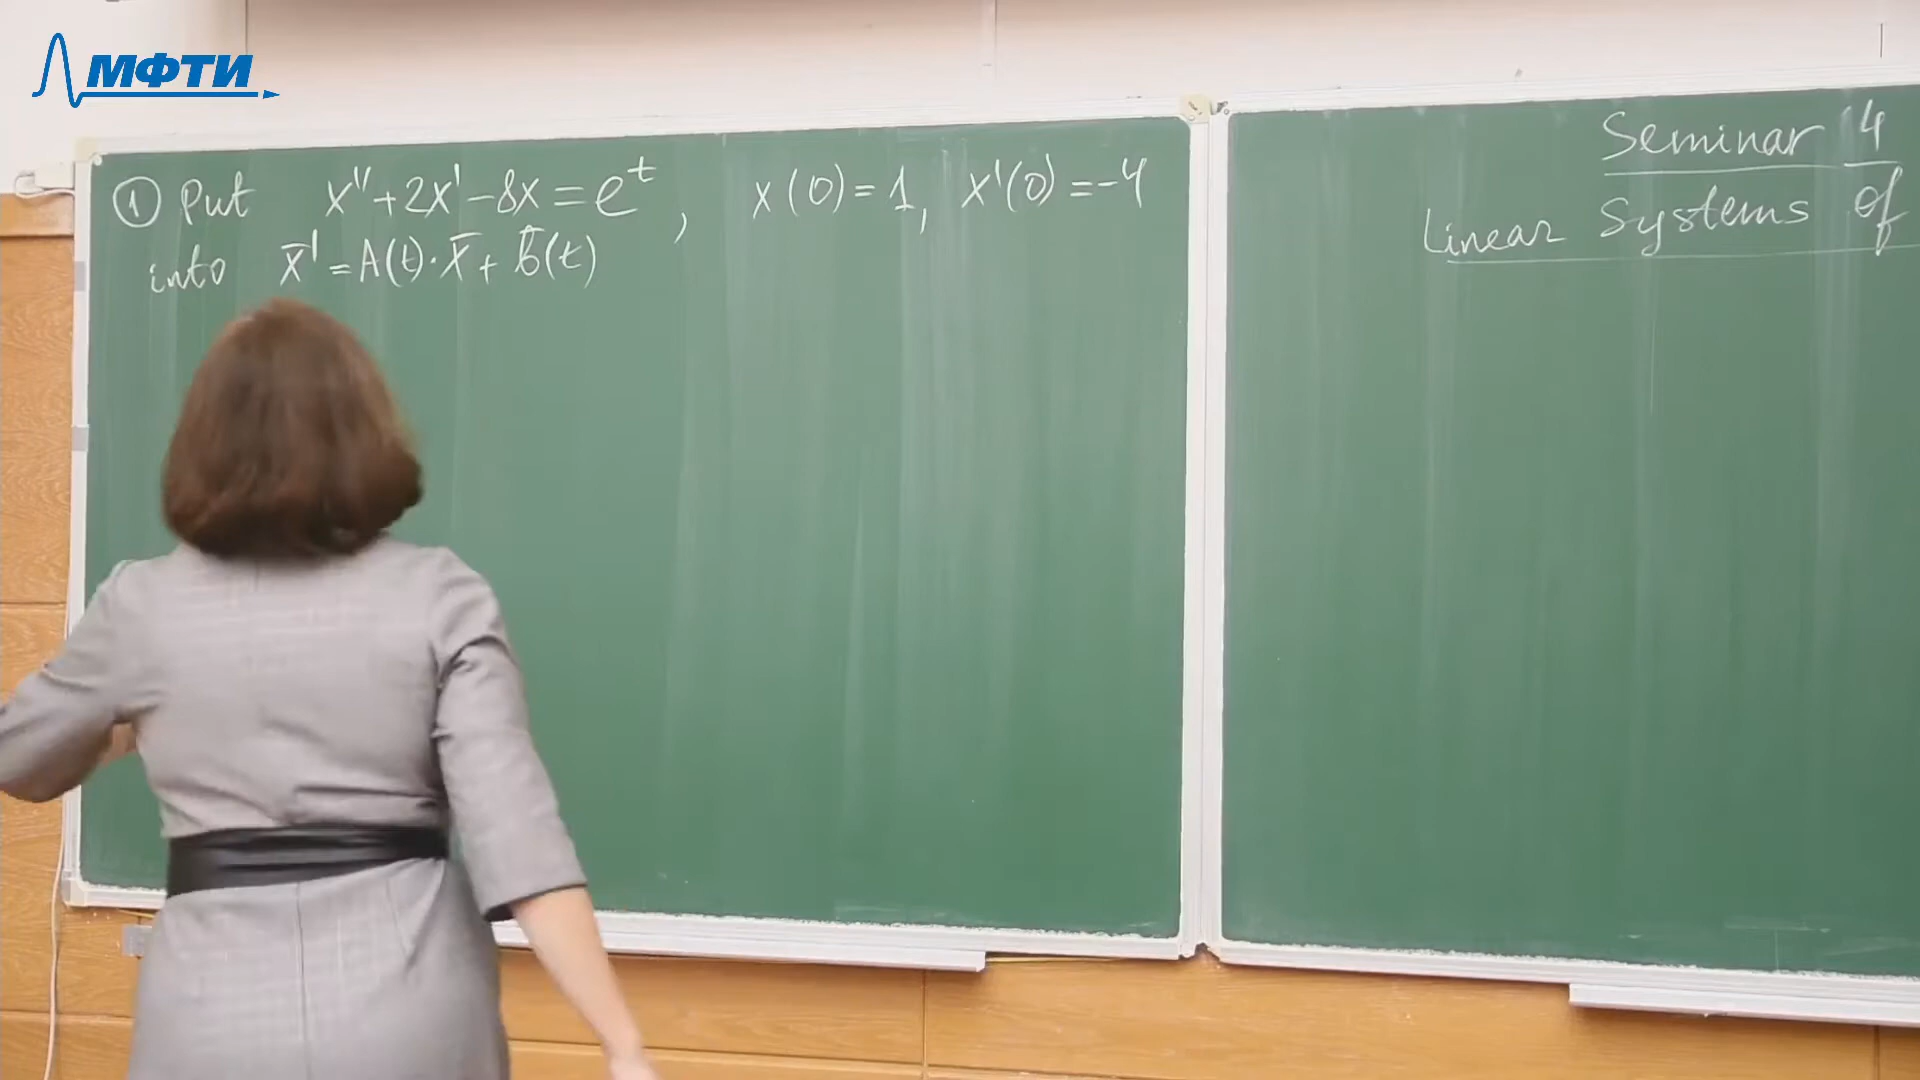 МФТИ
① Put x'' + 2x' - 8x = e^t, x(0) = 1, x'(0) = -4
into x̄' = A(t)·x̄ + b̄(t)
Seminar 4
Linear Systems of